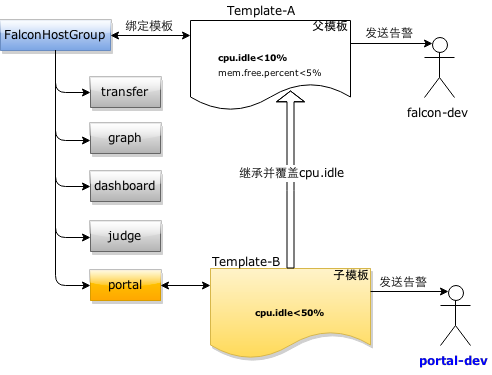 Template-A
FalconHostGroup
绑定模板
父模板
发送告警
cpu.idle<10%
mem.free.percent<5%
falcon-dev
transfer
graph
继承并覆盖cpu.idle
dashboard
judge
Template-B
子模板
portal
发送告警
cpu.idle<50%
portal-dev